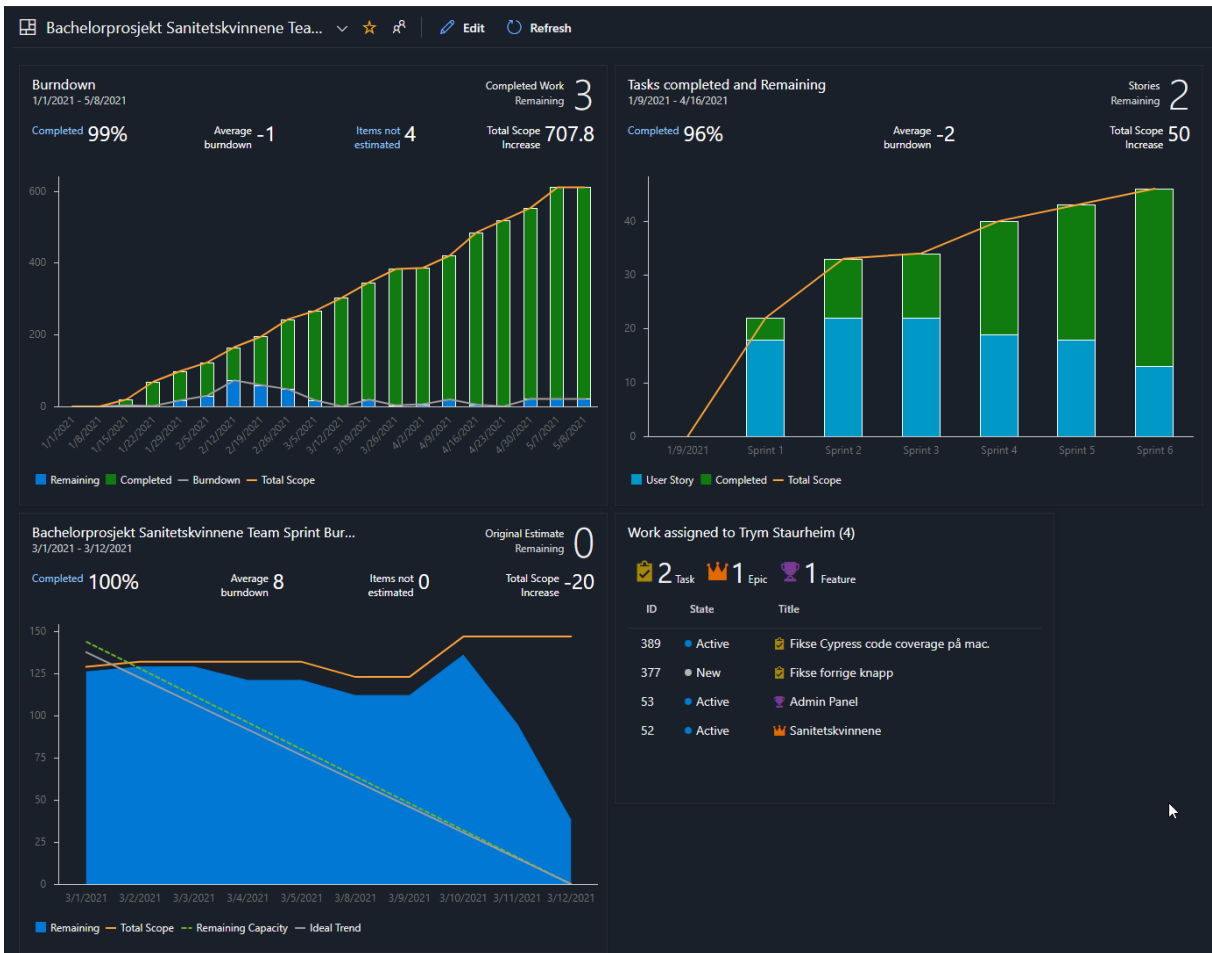 Bachelorprosjekt Sanitetskvinnene Tea...
Edit
Refresh
Burndown
1/1/2021 - 5/8/2021
Completed Work
Remaining
3
Completed 99%
Average
burndown
-1
Items not
estimated
4
Total Scope
Increase
707.8
600
400
200
0
1/1/2021
1/8/2021
1/15/2021
1/22/2021
1/29/2021
2/5/2021
2/12/2021
2/19/2021
2/26/2021
3/5/2021
3/12/2021
3/19/2021
3/26/2021
4/2/2021
4/9/2021
4/16/2021
4/23/2021
4/30/2021
5/7/2021
5/8/2021
Remaining Completed Burndown Total Scope
Tasks completed and Remaining
1/9/2021 - 4/16/2021
Stories
Remaining
2
Completed 96%
Average
burndown
-2
Total Scope
Increase
50
40
30
20
10
0
1/9/2021 Sprint 1 Sprint 2 Sprint 3 Sprint 4 Sprint 5 Sprint 6
User Story Completed Total Scope
Bachelorprosjekt Sanitetskvinnene Team Sprint Bur...
3/1/2021 - 3/12/2021
Original Estimate
Remaining
0
Completed 100%
Average
burndown
8
Items not
estimated
0
Total Scope
Increase
-20
150
125
100
75
50
25
0
3/1/2021 3/2/2021 3/3/2021 3/4/2021 3/5/2021 3/8/2021 3/9/2021 3/10/2021 3/11/2021 3/12/2021
Remaining Total Scope Remaining Capacity Ideal Trend
Work assigned to Trym Staurheim (4)
2 Task 1 Epic 1 Feature
ID State Title
389 Active Fikse Cypress code coverage på mac.
377 New Fikse forrige knapp
53 Active Admin Panel
52 Active Sanitetskvinnene